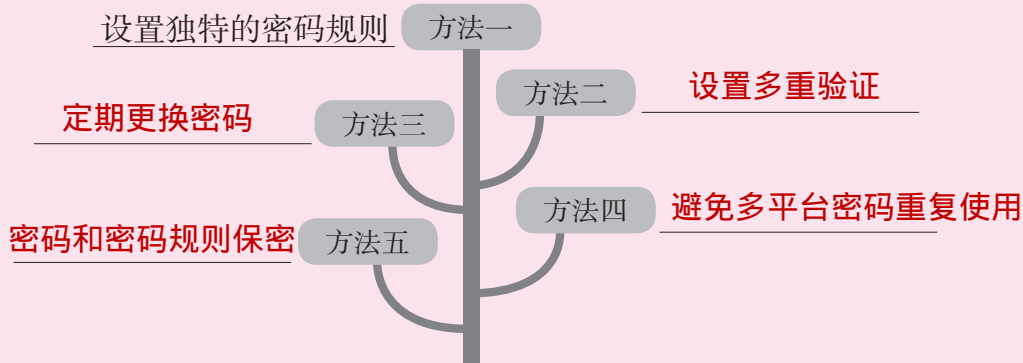 设置独特的密码规则 方法一
方法二 设置多重验证
定期更换密码 方法三
方法四 避免多平台密码重复使用
密码和密码规则保密 方法五